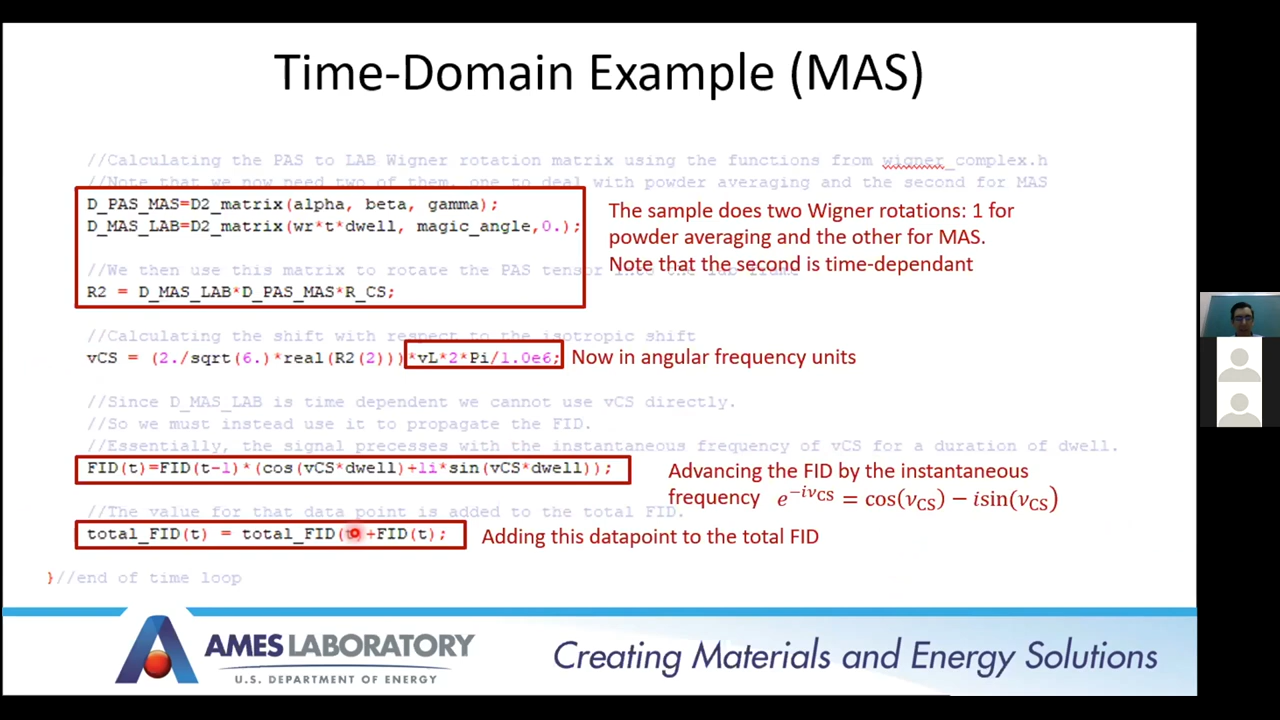 Time-Domain Example (MAS)
//Calculating the PAS to LAB Wigner rotation matrix using the functions from wigner_complex.h
//Note that we now need two of them, one to deal with powder averaging and the second for MAS
D_PAS_MAS=D2_matrix(alpha, beta, gamma);
D_MAS_LAB=D2_matrix(wr*t*dwell, magic_angle,0.);
The sample does two Wigner rotations: 1 for
powder averaging and the other for MAS.
Note that the second is time-dependant
//We then use this matrix to rotate the PAS tensor into the lab frame
R2 = D_MAS_LAB*D_PAS_MAS*R_CS;
//Calculating the shift with respect to the isotropic shift
vCS = (2./sqrt(6.)*real(R2(2)))*vL*2*Pi/1.0e6;
Now in angular frequency units
//Since D_MAS_LAB is time dependent we cannot use vCS directly.
//So we must instead use it to propagate the FID.
//Essentially, the signal precesses with the instantaneous frequency of vCS for a duration of dwell.
FID(t)=FID(t-1)*(cos(vCS*dwell)+1i*sin(vCS*dwell));
Advancing the FID by the instantaneous
frequency e^{-iν_CS} = cos(ν_CS) − isin(ν_CS)
//The value for that data point is added to the total FID.
total_FID(t) = total_FID(t)+FID(t);
Adding this datapoint to the total FID
}//end of time loop
AMES LABORATORY
U.S. DEPARTMENT OF ENERGY
Creating Materials and Energy Solutions